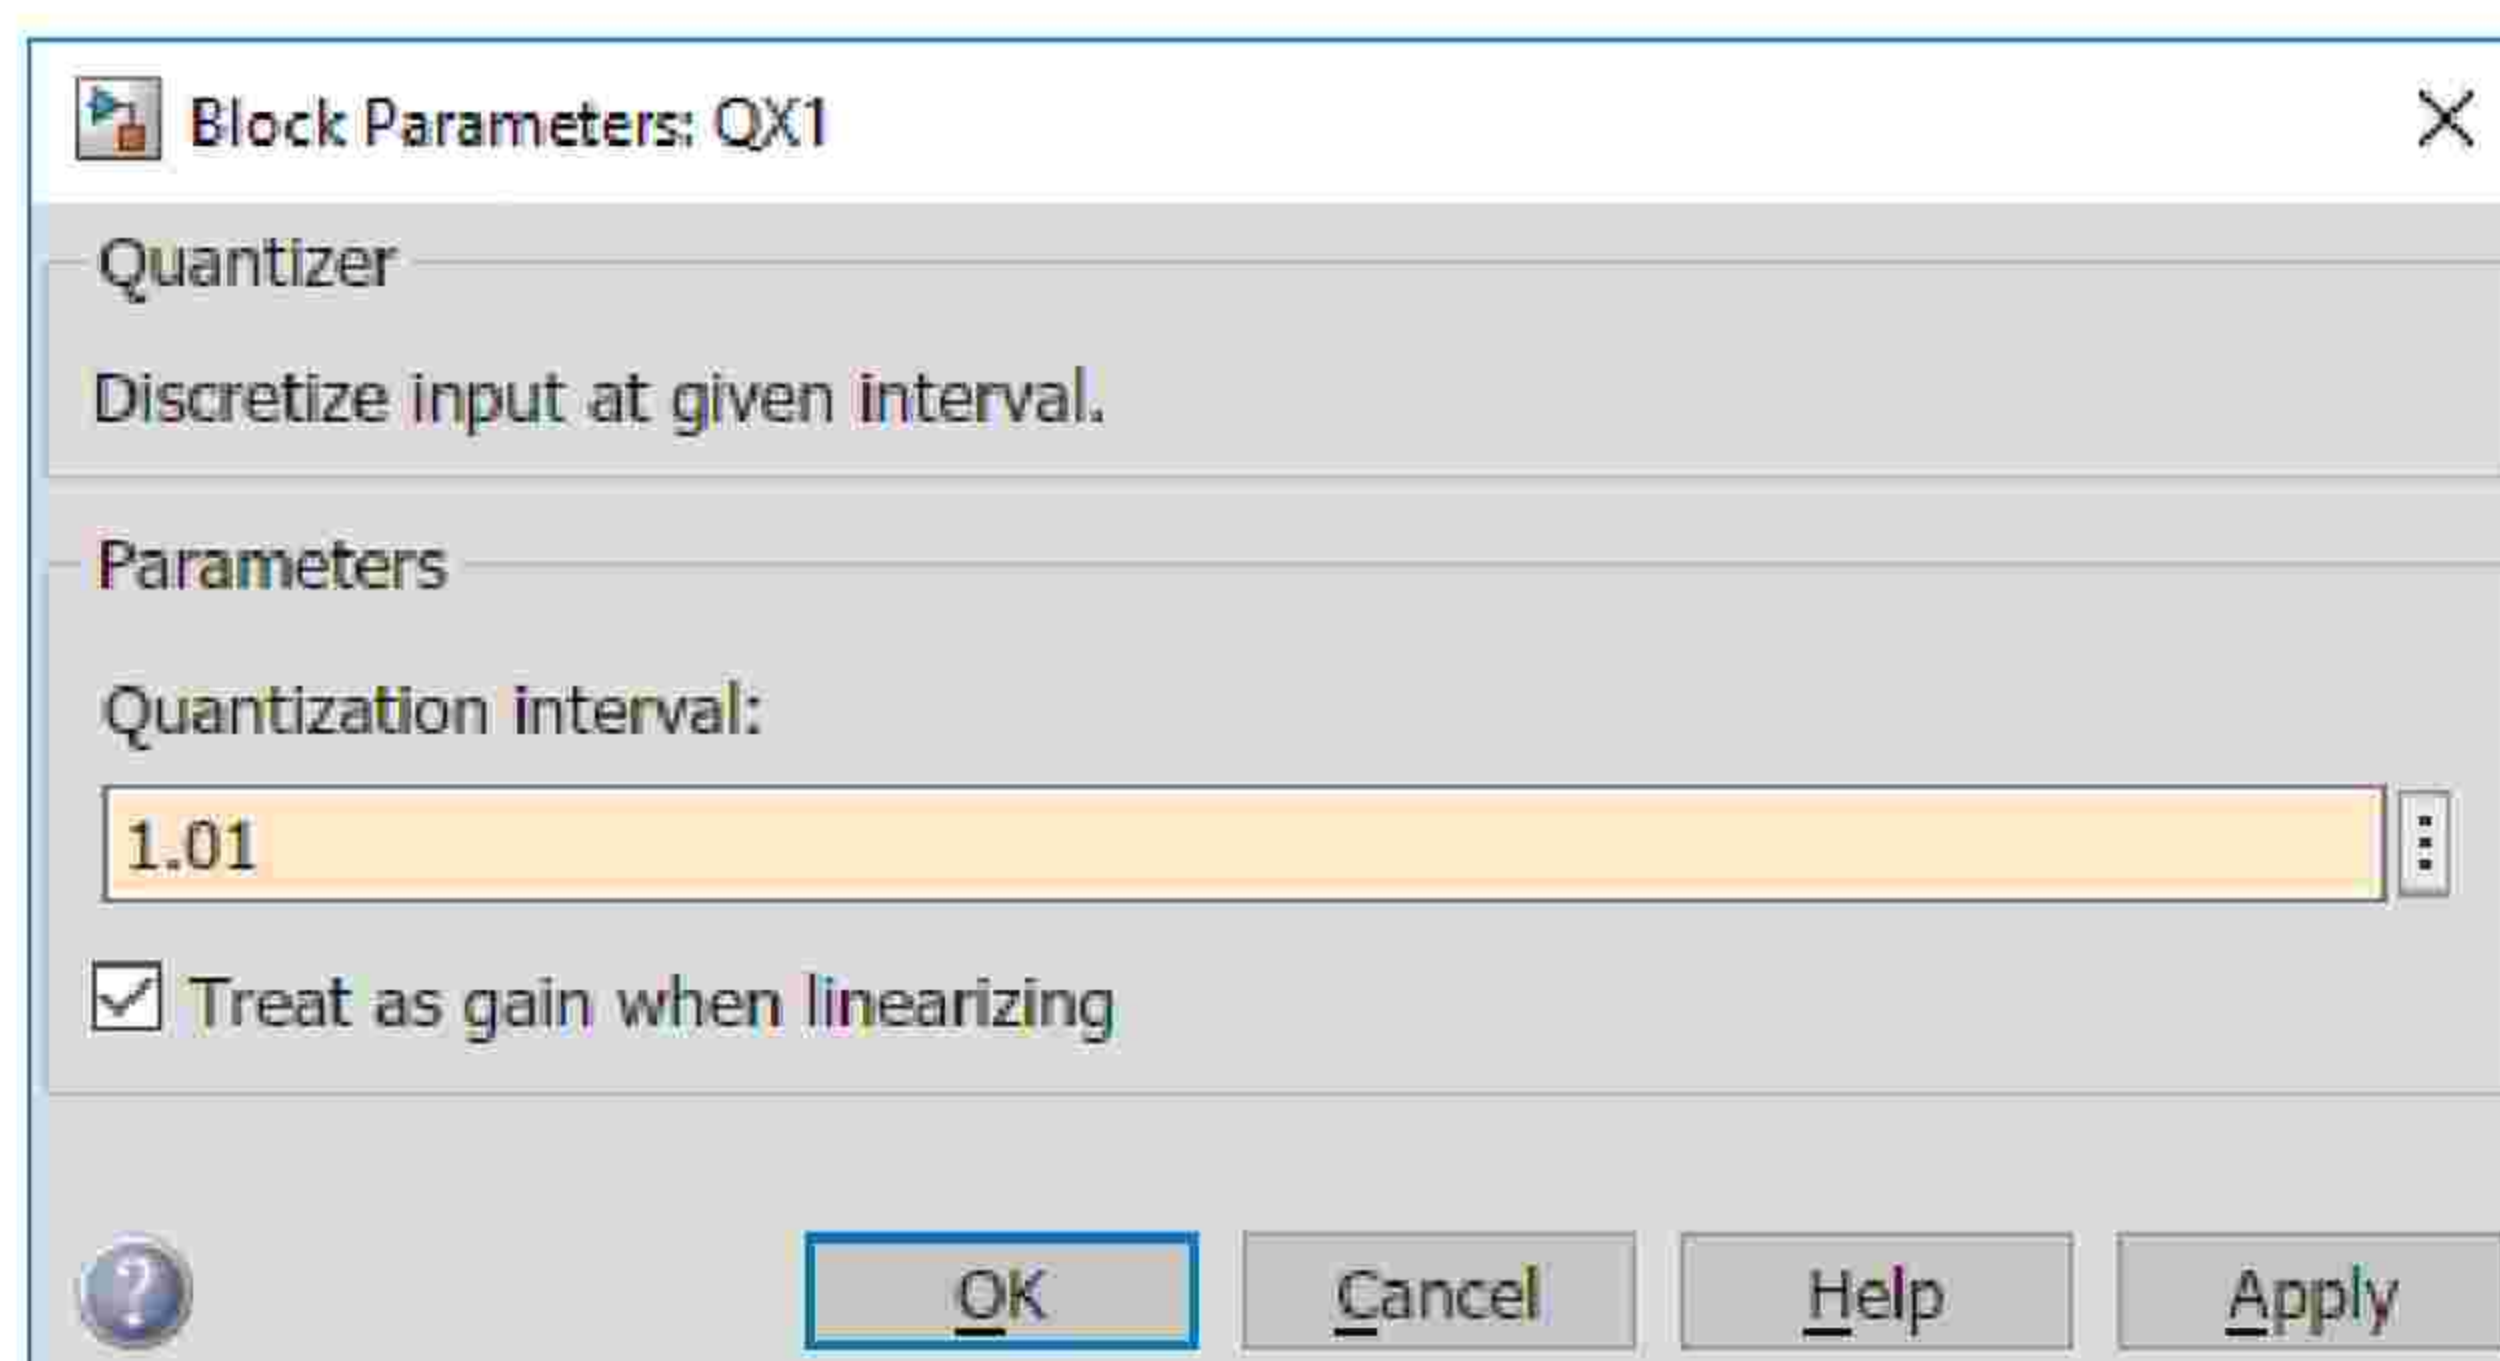 Block Parameters: QX1
Quantizer
Discretize input at given interval.
Parameters
Quantization interval:
1.01
Treat as gain when linearizing
OK Cancel Help Apply